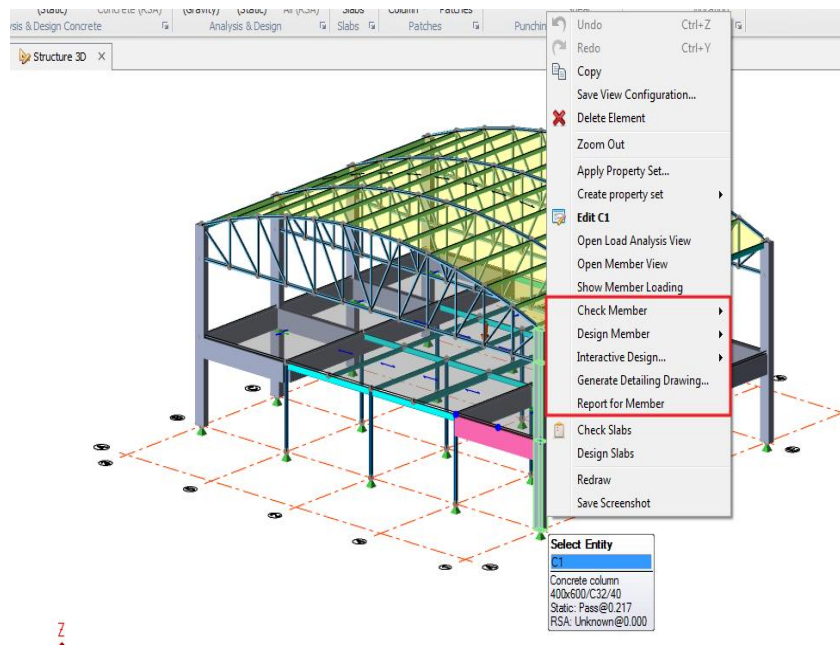 (Static) Concrete (RSA) (Gravity) (Static) All (RSA) Slabs Column Patches
sis & Design Concrete Analysis & Design Slabs Patches Punchin
Structure 3D X
Undo Ctrl+Z
Redo Ctrl+Y
Copy
Save View Configuration...
Delete Element
Zoom Out
Apply Property Set...
Create property set
Edit C1
Open Load Analysis View
Open Member View
Show Member Loading
Check Member
Design Member
Interactive Design...
Generate Detailing Drawing...
Report for Member
Check Slabs
Design Slabs
Redraw
Save Screenshot
Select Entity
C1
Concrete column
400x600/C32/40
Static: Pass@0.217
RSA: Unknown@0.000
Z